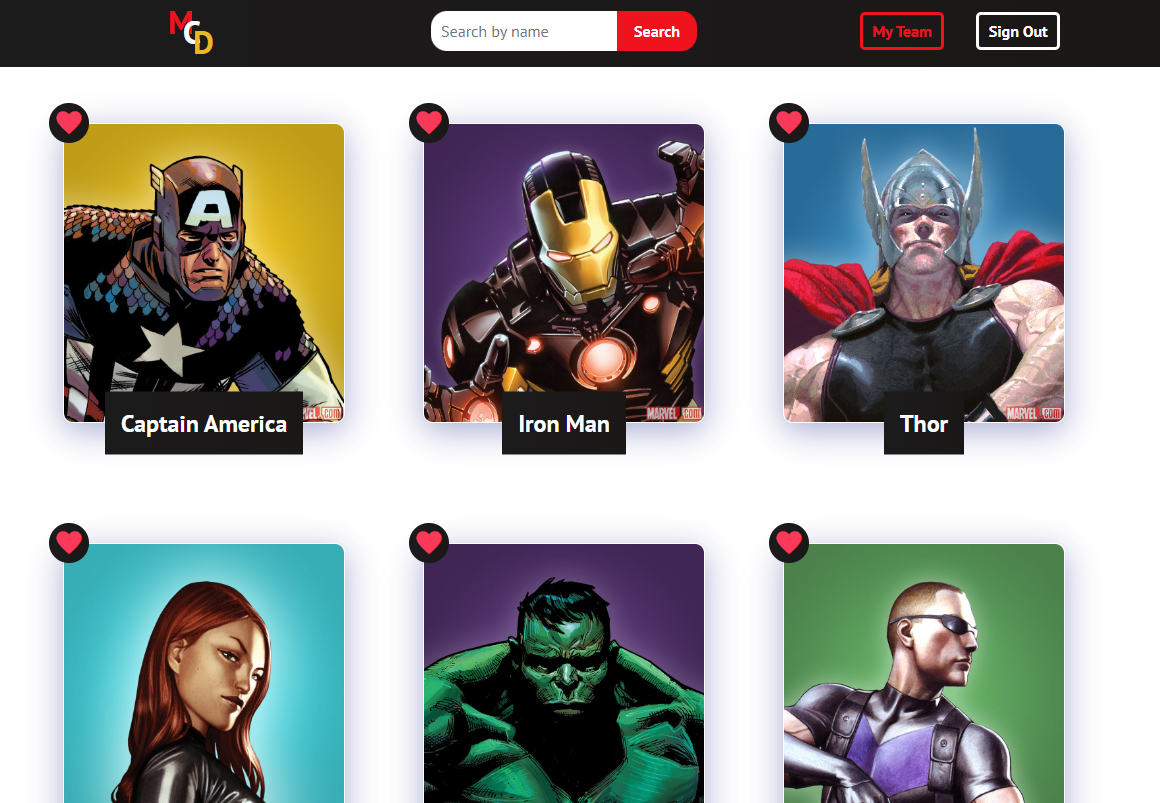 MCD
Search by name
Search
My Team
Sign Out
A
VEL .com
MARVEL .com
MARVEL .com
Captain America
Iron Man
Thor